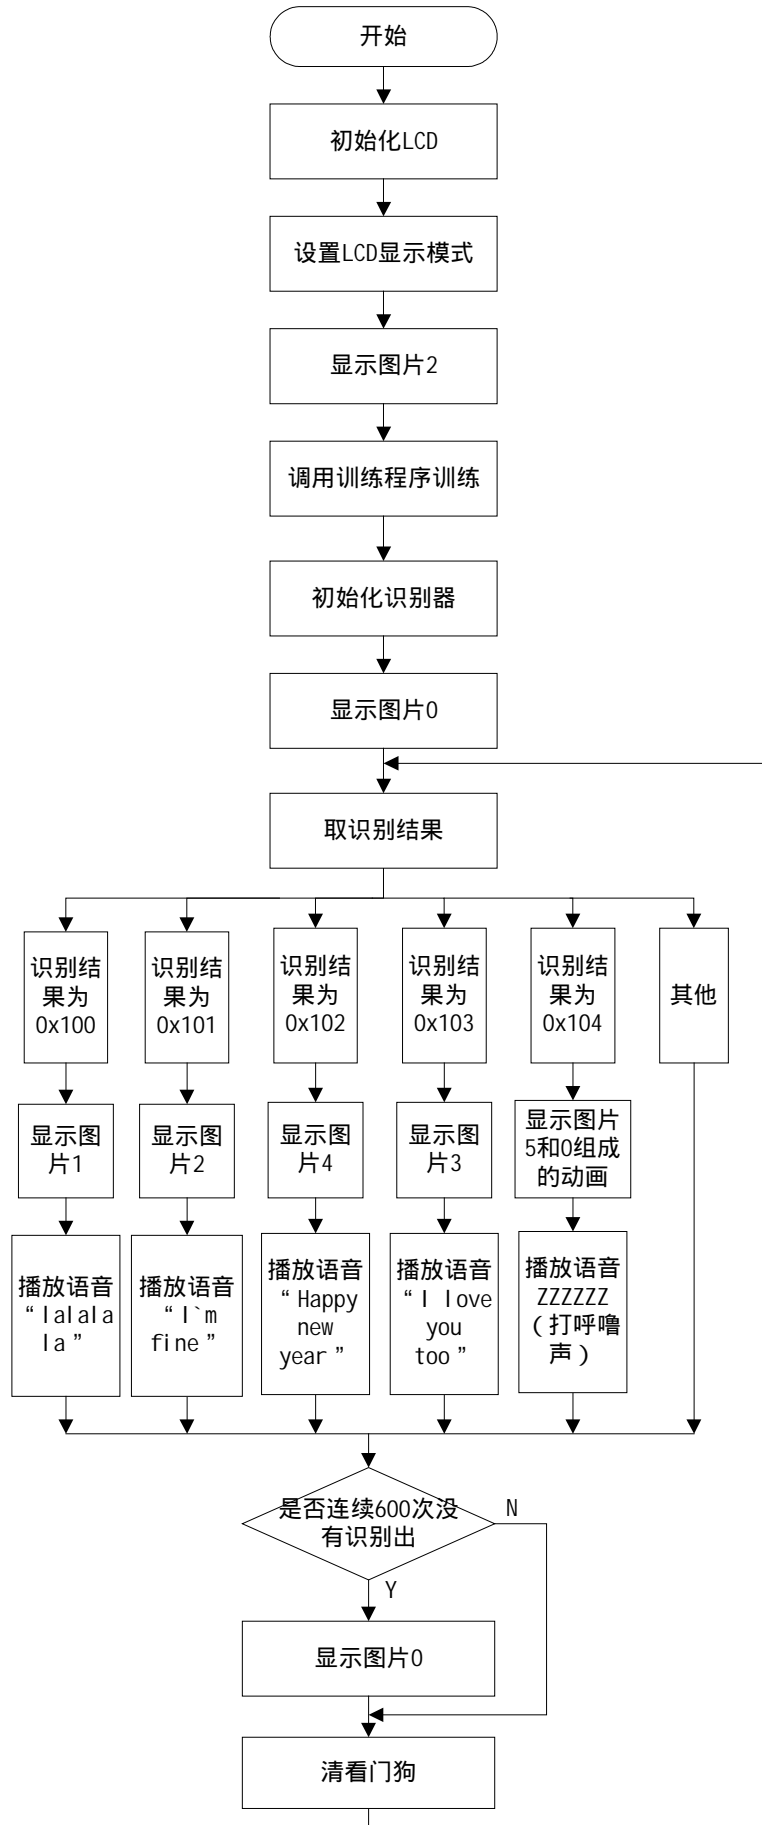 开始
初始化LCD
设置LCD显示模式
显示图片2
调用训练程序训练
初始化识别器
显示图片0
取识别结果
识别结
果为
0x100
识别结
果为
0x101
识别结
果为
0x102
识别结
果为
0x103
识别结
果为
0x104
其他
显示图
片1
显示图
片2
显示图
片4
显示图
片3
显示图片
5和0组成
的动画
播放语音
“lalala
la”
播放语音
“I`m
fine”
播放语音
“Happy
new
year”
播放语音
“I love
you
too”
播放语音
ZZZZZZ
(打呼噜
声)
是否连续600次没
有识别出
N
Y
显示图片0
清看门狗